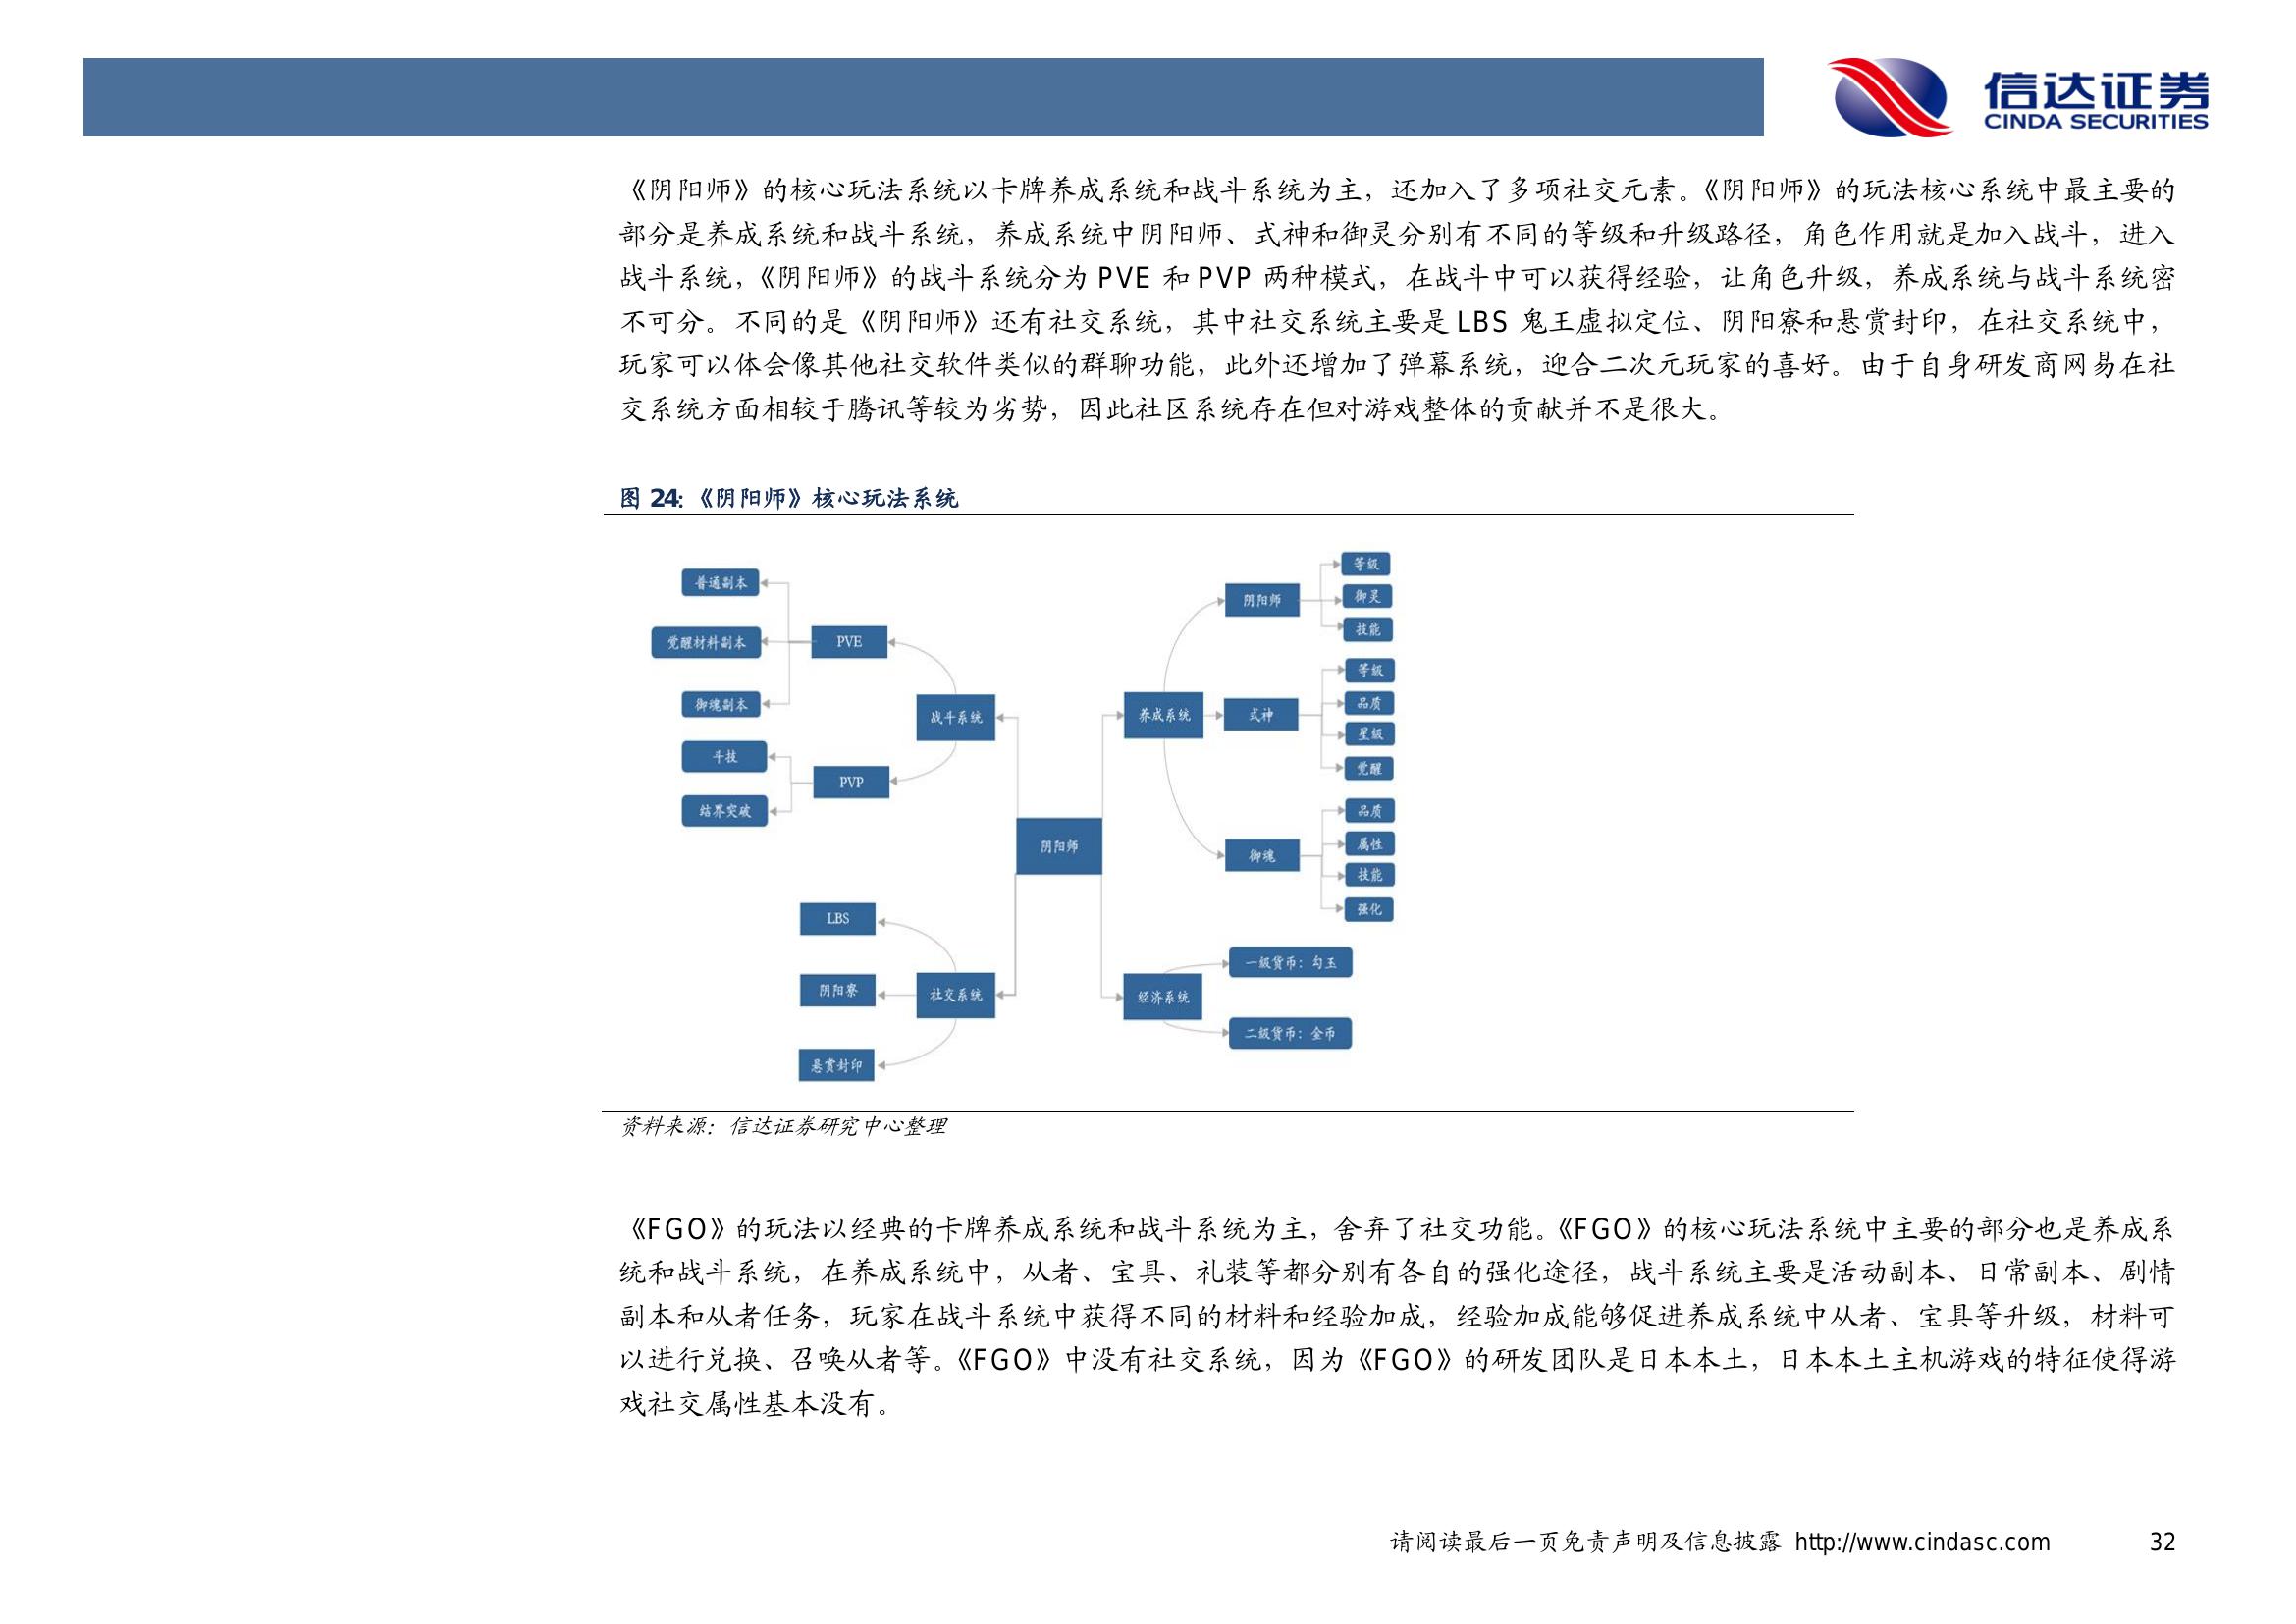 信达证券
CINDA SECURITIES
《阴阳师》的核心玩法系统以卡牌养成系统和战斗系统为主，还加入了多项社交元素。《阴阳师》的玩法核心系统中最主要的
部分是养成系统和战斗系统，养成系统中阴阳师、式神和御灵分别有不同的等级和升级路径，角色作用就是加入战斗，进入
战斗系统，《阴阳师》的战斗系统分为 PVE 和 PVP 两种模式，在战斗中可以获得经验，让角色升级，养成系统与战斗系统密
不可分。不同的是《阴阳师》还有社交系统，其中社交系统主要是 LBS 鬼王虚拟定位、阴阳寮和悬赏封印，在社交系统中，
玩家可以体会像其他社交软件类似的群聊功能，此外还增加了弹幕系统，迎合二次元玩家的喜好。由于自身研发商网易在社
交系统方面相较于腾讯等较为劣势，因此社区系统存在但对游戏整体的贡献并不是很大。
图 24:《阴阳师》核心玩法系统
普通副本
觉醒材料副本
御魂副本
PVE
斗技
结界突破
PVP
战斗系统
阴阳师
LBS
阴阳寮
悬赏封印
社交系统
养成系统
阴阳师
等级
御灵
技能
式神
等级
品质
星级
觉醒
御魂
品质
属性
技能
强化
经济系统
一级货币：勾玉
二级货币：金币
资料来源：信达证券研究中心整理
《FGO》的玩法以经典的卡牌养成系统和战斗系统为主，舍弃了社交功能。《FGO》的核心玩法系统中主要的部分也是养成系
统和战斗系统，在养成系统中，从者、宝具、礼装等都分别有各自的强化途径，战斗系统主要是活动副本、日常副本、剧情
副本和从者任务，玩家在战斗系统中获得不同的材料和经验加成，经验加成能够促进养成系统中从者、宝具等升级，材料可
以进行兑换、召唤从者等。《FGO》中没有社交系统，因为《FGO》的研发团队是日本本土，日本本土主机游戏的特征使得游
戏社交属性基本没有。
请阅读最后一页免责声明及信息披露 http://www.cindasc.com 32